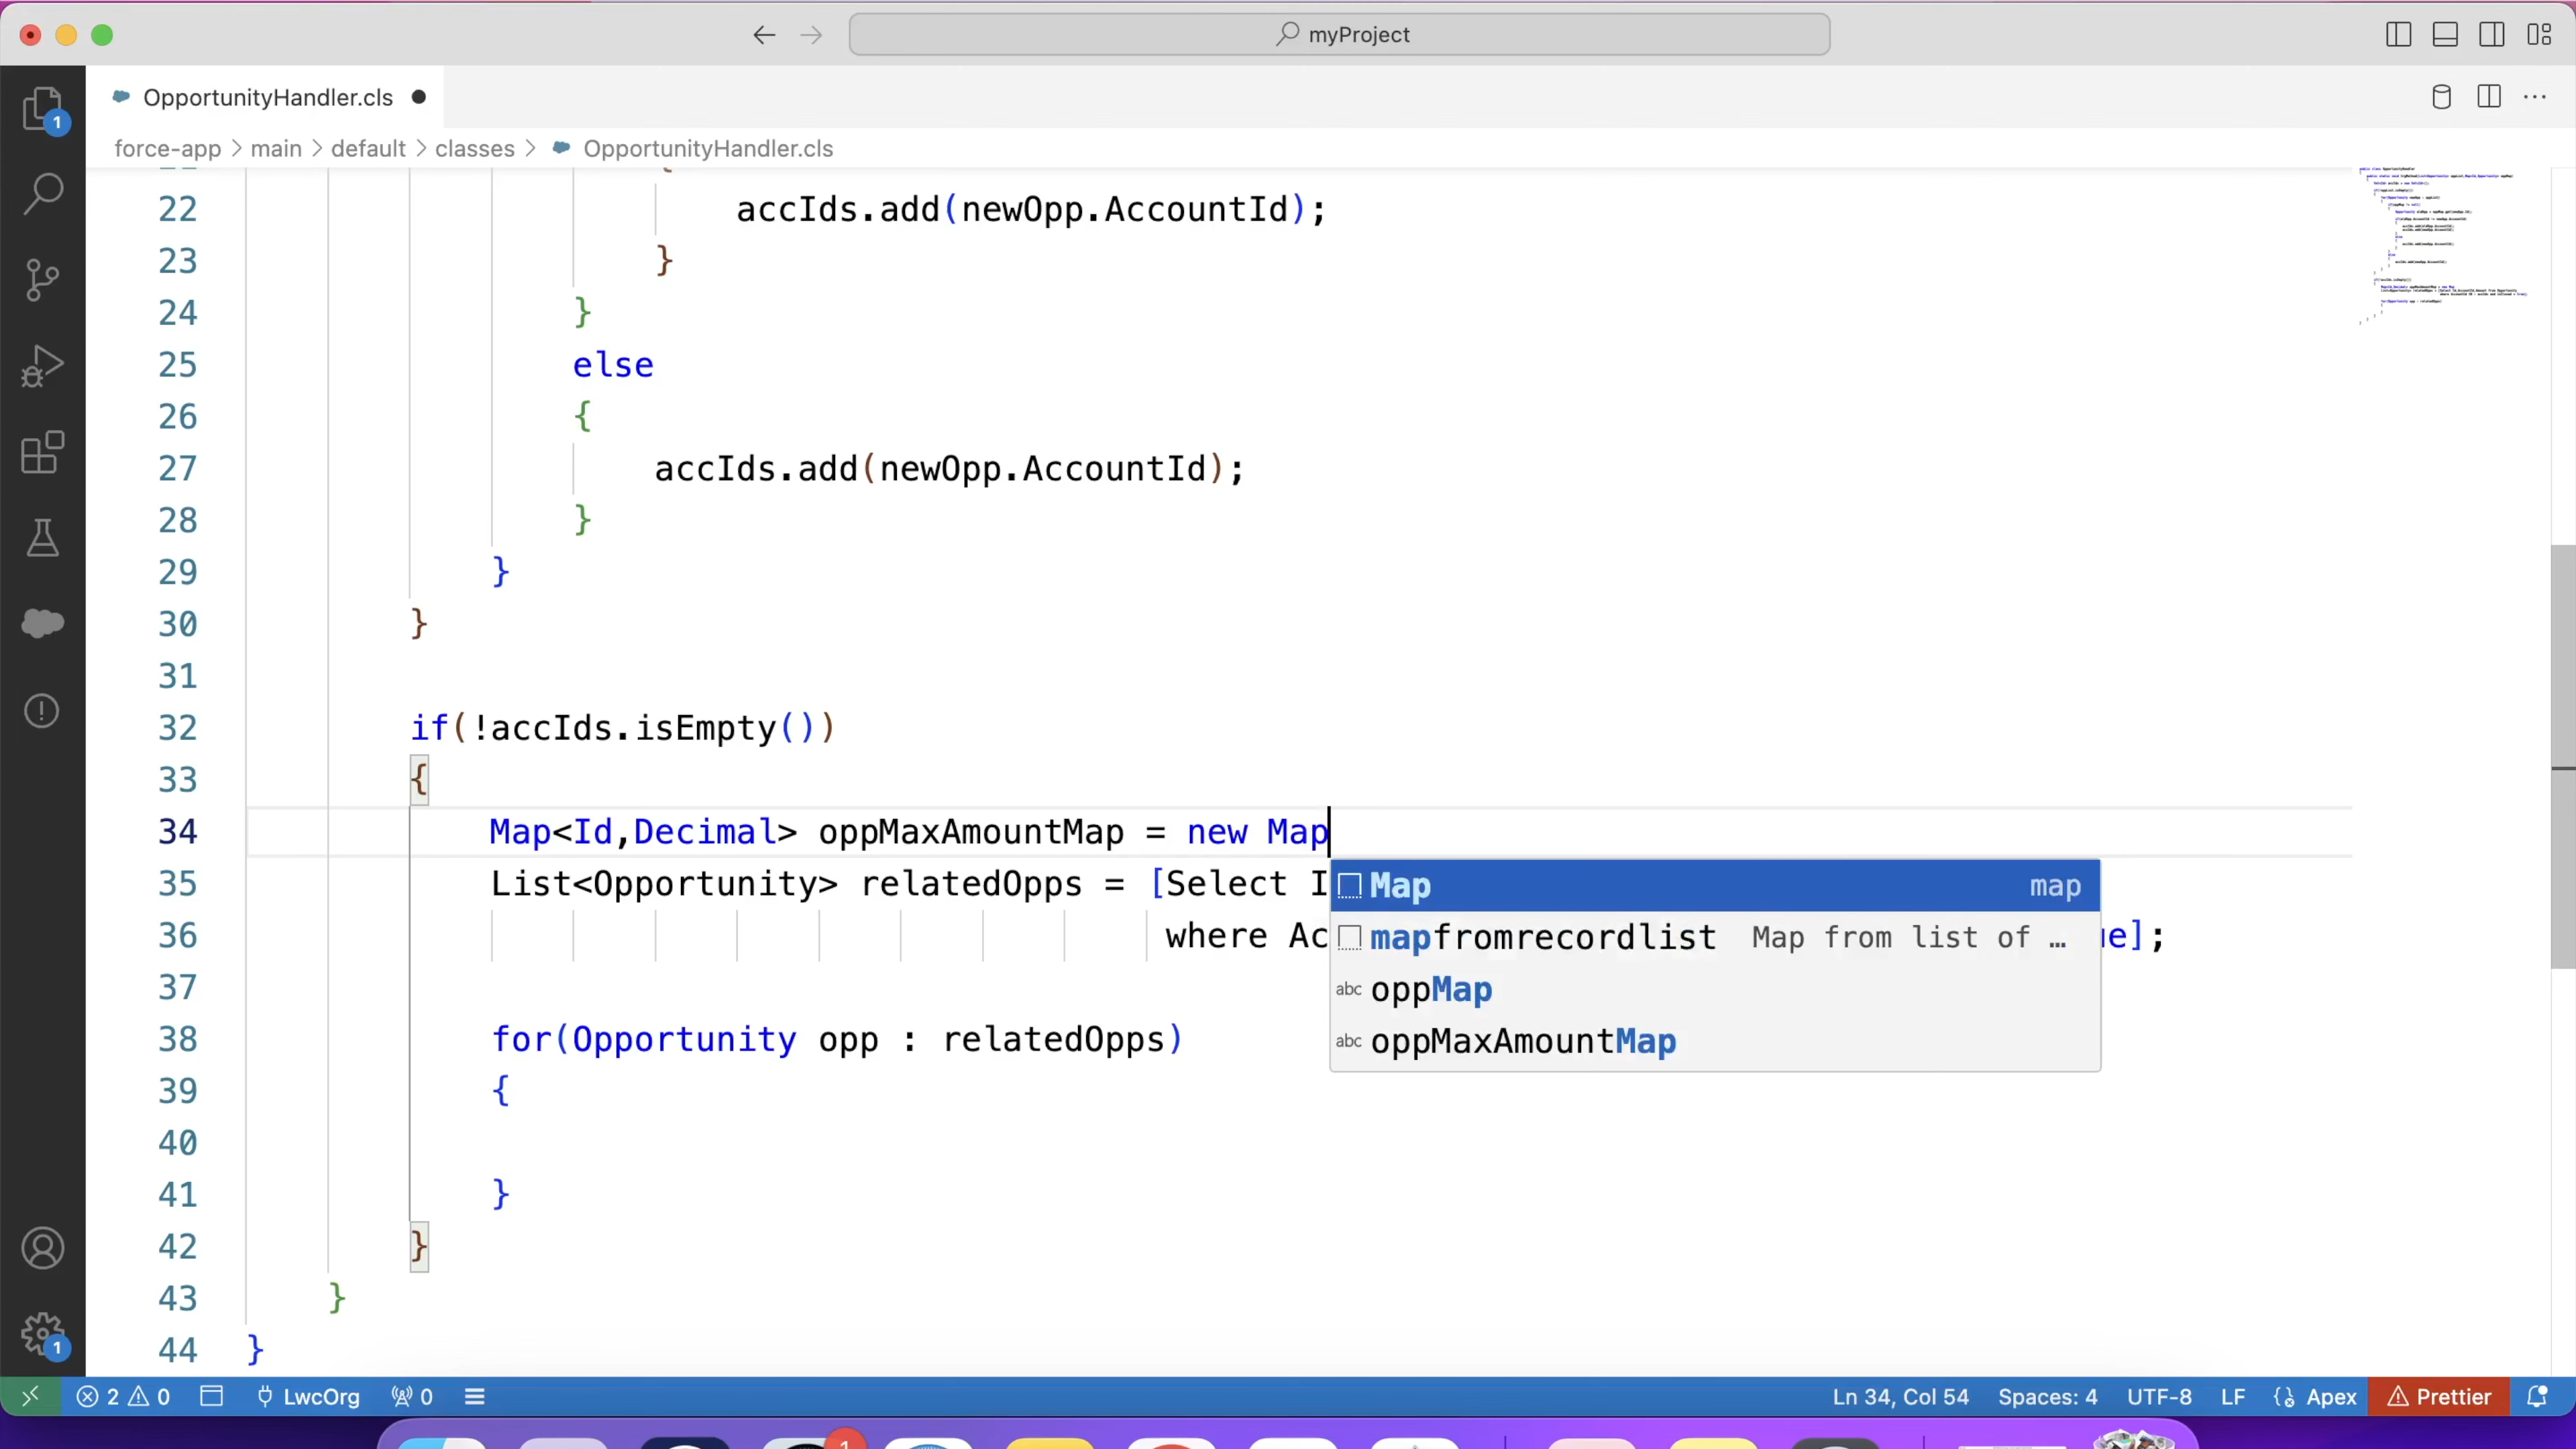 myProject
OpportunityHandler.cls
force-app > main > default > classes > OpportunityHandler.cls
1
22 accIds.add(newOpp.AccountId);
23 }
24 }
25 else
26 {
27 accIds.add(newOpp.AccountId);
28 }
29 }
30 }
31
32 if(!accIds.isEmpty())
33 {
34 Map<Id,Decimal> oppMaxAmountMap = new Map
35 List<Opportunity> relatedOpps = [Select I
Map map
36 where Ac
mapfromrecordlist Map from list of … e];
37
oppMap
38 for(Opportunity opp : relatedOpps)
oppMaxAmountMap
39 {
40
41 }
42 }
43 }
44 }
1
2 0 LwcOrg 0 Ln 34, Col 54 Spaces: 4 UTF-8 LF Apex Prettier
1